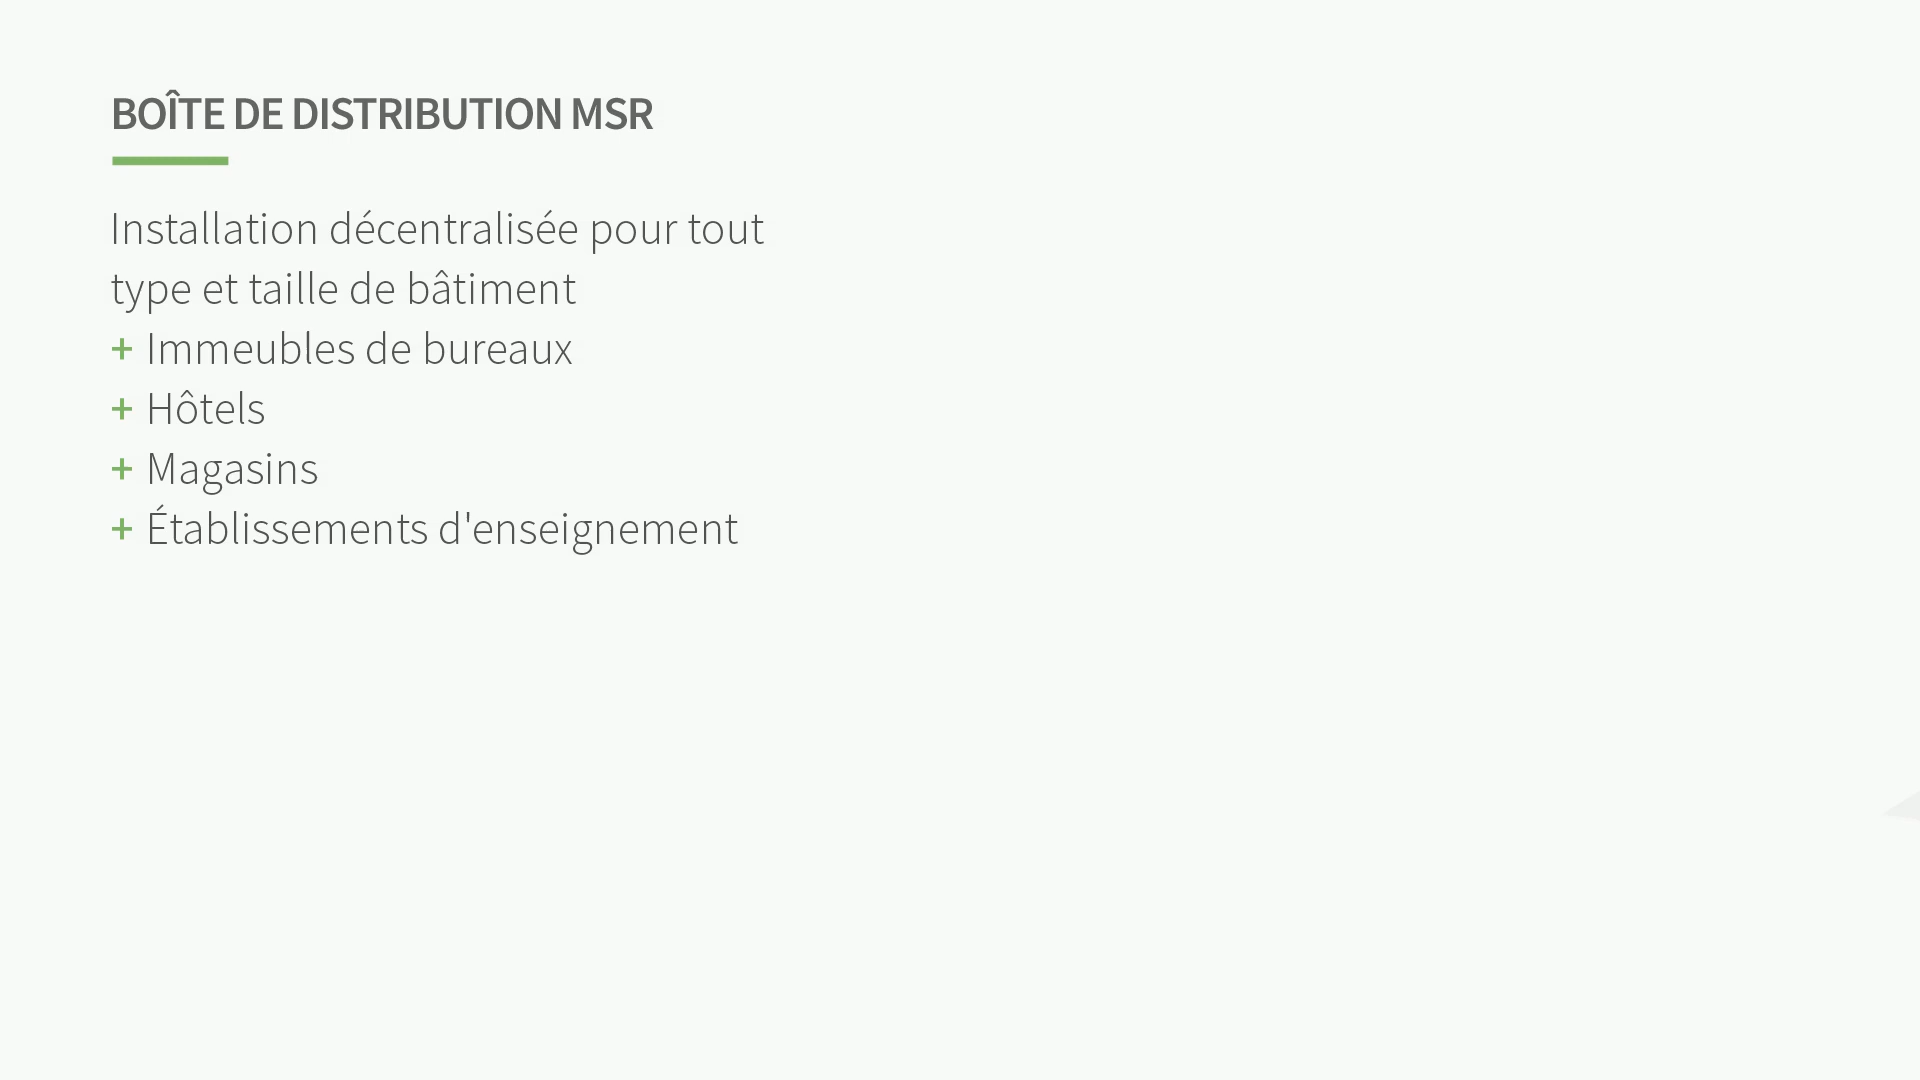 BOÎTE DE DISTRIBUTION MSR
Installation décentralisée pour tout
type et taille de bâtiment
+ Immeubles de bureaux
+ Hôtels
+ Magasins
+ Établissements d'enseignement